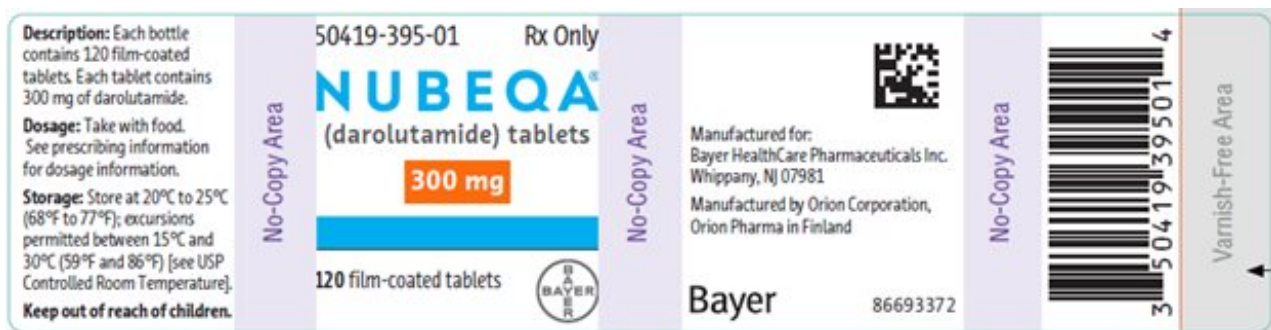 Description: Each bottle
contains 120 film-coated
tablets. Each tablet contains
300 mg of darolutamide.
Dosage: Take with food.
See prescribing information
for dosage information.
Storage: Store at 20°C to 25°C
(68°F to 77°F); excursions
permitted between 15°C and
30°C (59°F and 86°F) [see USP
Controlled Room Temperature].
Keep out of reach of children.
No-Copy Area
50419-395-01 Rx Only
NUBEQA®
(darolutamide) tablets
300 mg
120 film-coated tablets
BAYER
BAYER
No-Copy Area
Manufactured for:
Bayer HealthCare Pharmaceuticals Inc.
Whippany, NJ 07981
Manufactured by Orion Corporation,
Orion Pharma in Finland
Bayer 86693372
No-Copy Area
3 50419 39501 4
Varnish-Free Area